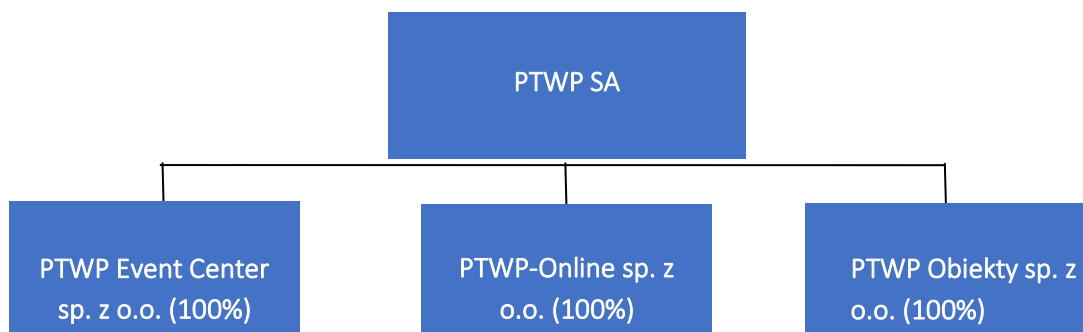 PTWP SA
PTWP Event Center
sp. z o.o. (100%)
PTWP-Online sp. z
o.o. (100%)
PTWP Obiekty sp. z
o.o. (100%)